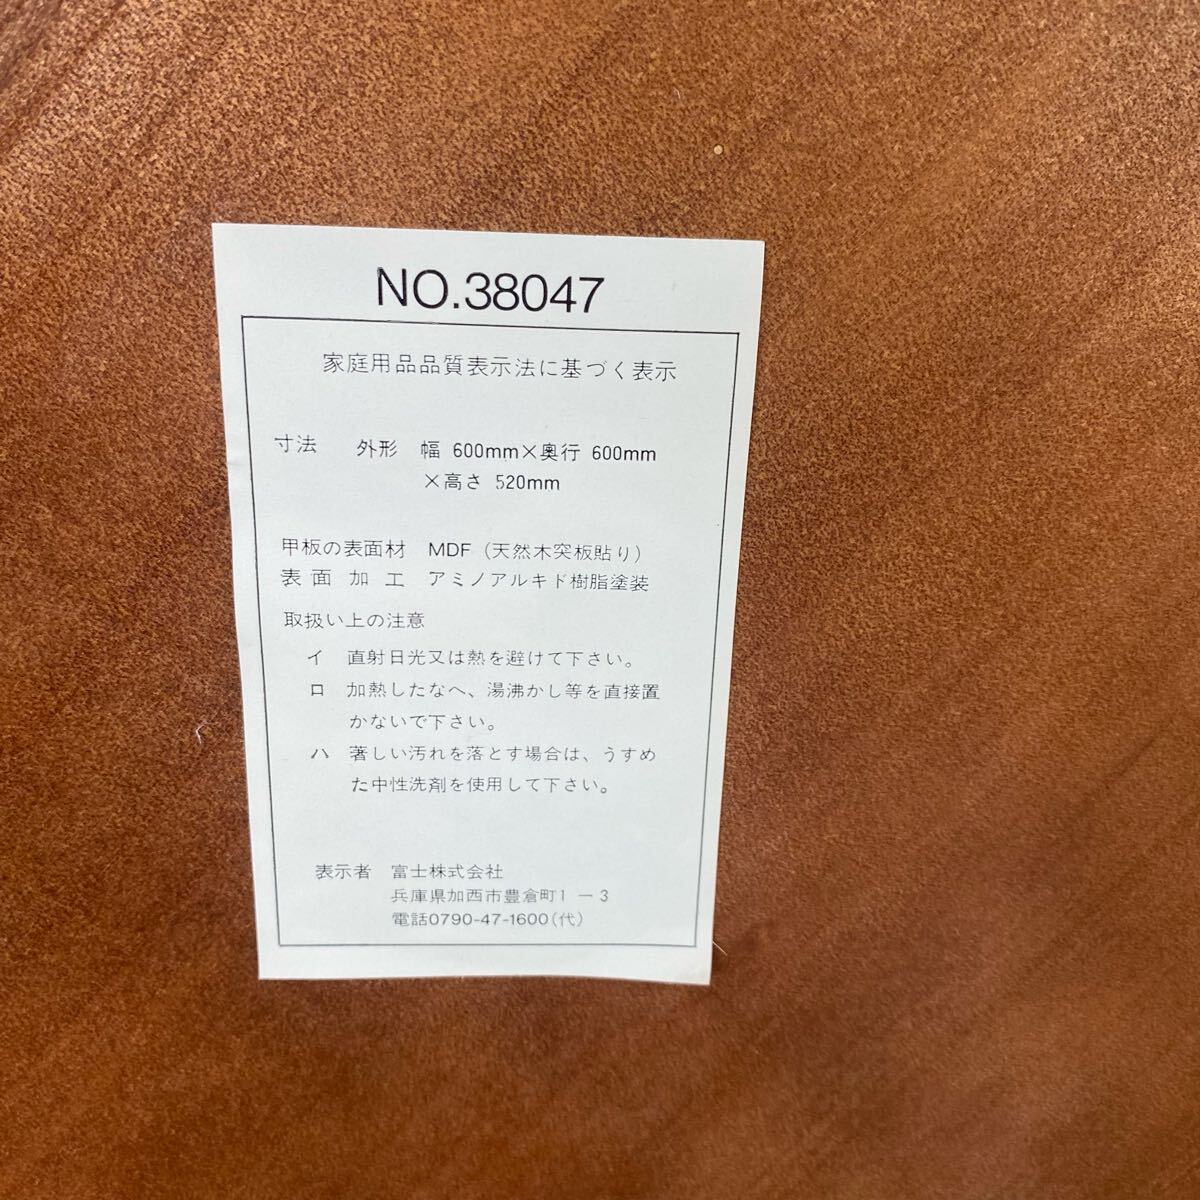 NO.38047
家庭用品品質表示法に基づく表示
寸法 外形 幅 600mm×奥行 600mm
×高さ 520mm
甲板の表面材 MDF（天然木突板貼り）
表面加工 アミノアルキド樹脂塗装
取扱い上の注意
イ 直射日光又は熱を避けて下さい。
ロ 加熱したなべ、湯沸かし等を直接置
かないで下さい。
ハ 著しい汚れを落とす場合は、うすめ
た中性洗剤を使用して下さい。
表示者 富士株式会社
兵庫県加西市豊倉町1－3
電話0790-47-1600(代)